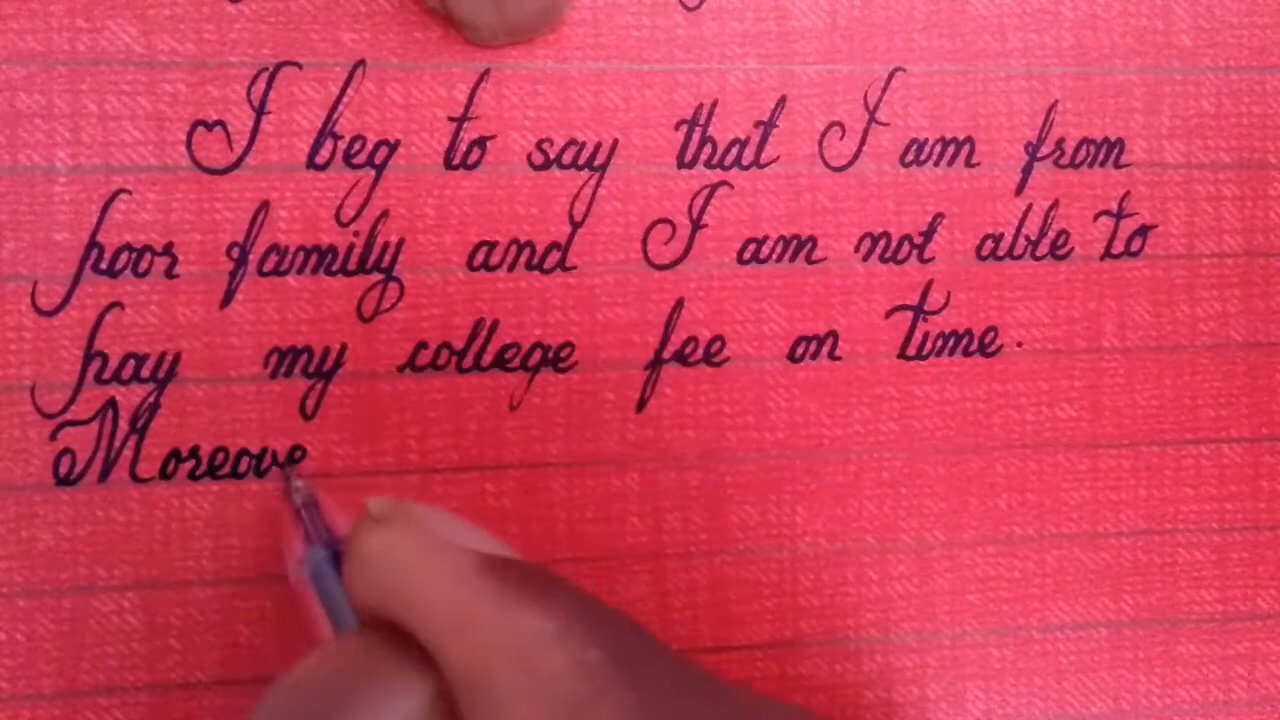 I beg to say that I am from
poor family and I am not able to
pay my college fee on time.
Moreove